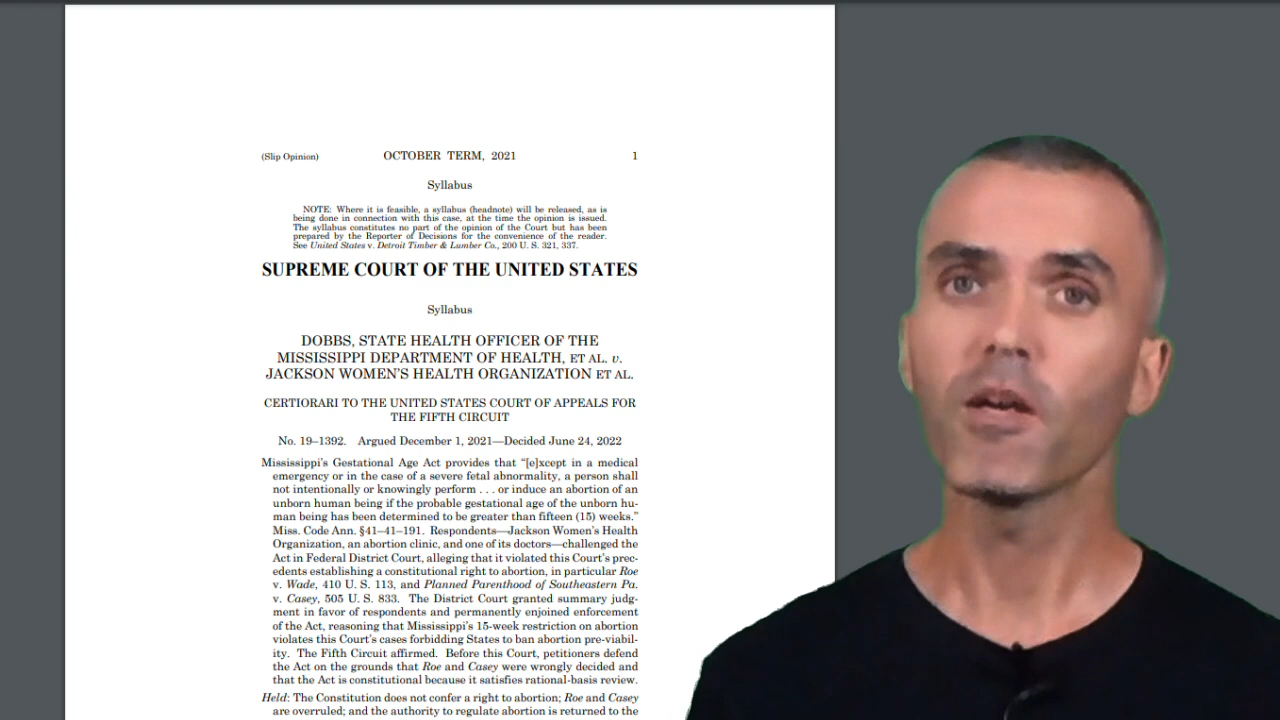 (Slip Opinion) OCTOBER TERM, 2021 1
Syllabus
NOTE: Where it is feasible, a syllabus (headnote) will be released, as is
being done in connection with this case, at the time the opinion is issued.
The syllabus constitutes no part of the opinion of the Court but has been
prepared by the Reporter of Decisions for the convenience of the reader.
See United States v. Detroit Timber & Lumber Co., 200 U. S. 321, 337.
SUPREME COURT OF THE UNITED STATES
Syllabus
DOBBS, STATE HEALTH OFFICER OF THE
MISSISSIPPI DEPARTMENT OF HEALTH, ET AL. v.
JACKSON WOMEN'S HEALTH ORGANIZATION ET AL.
CERTIORARI TO THE UNITED STATES COURT OF APPEALS FOR
THE FIFTH CIRCUIT
No. 19–1392. Argued December 1, 2021—Decided June 24, 2022
Mississippi's Gestational Age Act provides that “[e]xcept in a medical
emergency or in the case of a severe fetal abnormality, a person shall
not intentionally or knowingly perform . . . or induce an abortion of an
unborn human being if the probable gestational age of the unborn hu-
man being has been determined to be greater than fifteen (15) weeks.”
Miss. Code Ann. §41–41–191. Respondents—Jackson Women's Health
Organization, an abortion clinic, and one of its doctors—challenged the
Act in Federal District Court, alleging that it violated this Court's prec-
edents establishing a constitutional right to abortion, in particular Roe
v. Wade, 410 U. S. 113, and Planned Parenthood of Southeastern Pa.
v. Casey, 505 U. S. 833. The District Court granted summary judg-
ment in favor of respondents and permanently enjoined enforcement
of the Act, reasoning that Mississippi's 15-week restriction on abortion
violates this Court's cases forbidding States to ban abortion pre-viabil-
ity. The Fifth Circuit affirmed. Before this Court, petitioners defend
the Act on the grounds that Roe and Casey were wrongly decided and
that the Act is constitutional because it satisfies rational-basis review.
Held: The Constitution does not confer a right to abortion; Roe and Casey
are overruled; and the authority to regulate abortion is returned to the